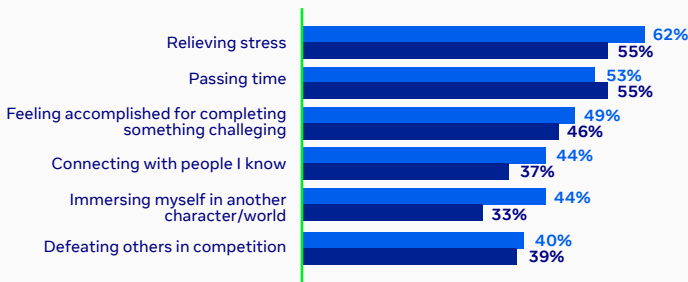 Relieving stress
62%
55%
Passing time
53%
55%
Feeling accomplished for completing
something challeging
49%
46%
Connecting with people I know
44%
37%
Immersing myself in another
character/world
44%
33%
Defeating others in competition
40%
39%